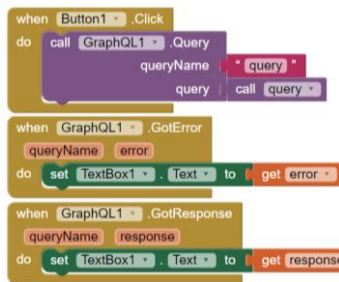 when Button1 .Click
do call GraphQL1 .Query
queryName " query "
query call query
when GraphQL1 .GotError
queryName error
do set TextBox1 . Text to get error
when GraphQL1 .GotResponse
queryName response
do set TextBox1 . Text to get response